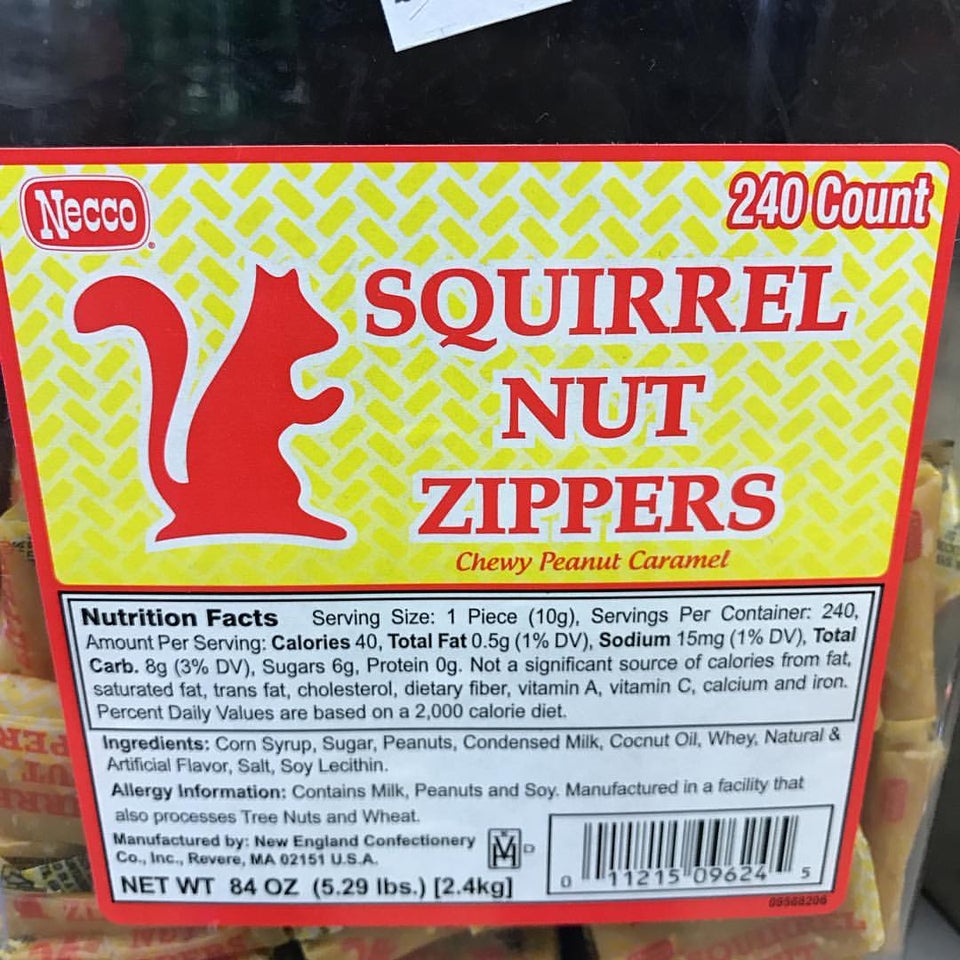 Necco
240 Count
SQUIRREL
NUT
ZIPPERS
Chewy Peanut Caramel
Nutrition Facts Serving Size: 1 Piece (10g), Servings Per Container: 240,
Amount Per Serving: Calories 40, Total Fat 0.5g (1% DV), Sodium 15mg (1% DV), Total
Carb. 8g (3% DV), Sugars 6g, Protein 0g. Not a significant source of calories from fat,
saturated fat, trans fat, cholesterol, dietary fiber, vitamin A, vitamin C, calcium and iron.
Percent Daily Values are based on a 2,000 calorie diet.
Ingredients: Corn Syrup, Sugar, Peanuts, Condensed Milk, Cocnut Oil, Whey, Natural &
Artificial Flavor, Salt, Soy Lecithin.
Allergy Information: Contains Milk, Peanuts and Soy. Manufactured in a facility that
also processes Tree Nuts and Wheat.
Manufactured by: New England Confectionery
Co., Inc., Revere, MA 02151 U.S.A.
D
NET WT 84 OZ (5.29 lbs.) [2.4kg]
0 11215 09624 5